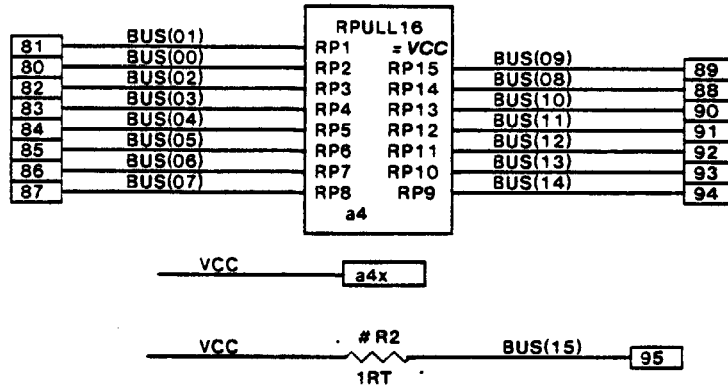 RPULL16
= VCC
81 BUS(01) RP1
80 BUS(00) RP2 RP15 BUS(09) 89
82 BUS(02) RP3 RP14 BUS(08) 88
83 BUS(03) RP4 RP13 BUS(10) 90
84 BUS(04) RP5 RP12 BUS(11) 91
85 BUS(05) RP6 RP11 BUS(12) 92
86 BUS(06) RP7 RP10 BUS(13) 93
87 BUS(07) RP8 RP9 BUS(14) 94
a4
VCC a4x
# R2
VCC BUS(15) 95
1RT